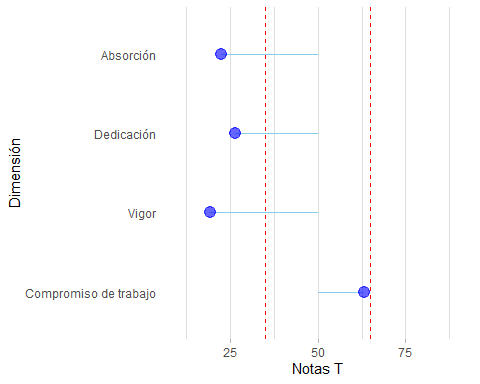 Absorción
Dedicación
Vigor
Compromiso de trabajo
Dimensión
25 50 75
Notas T